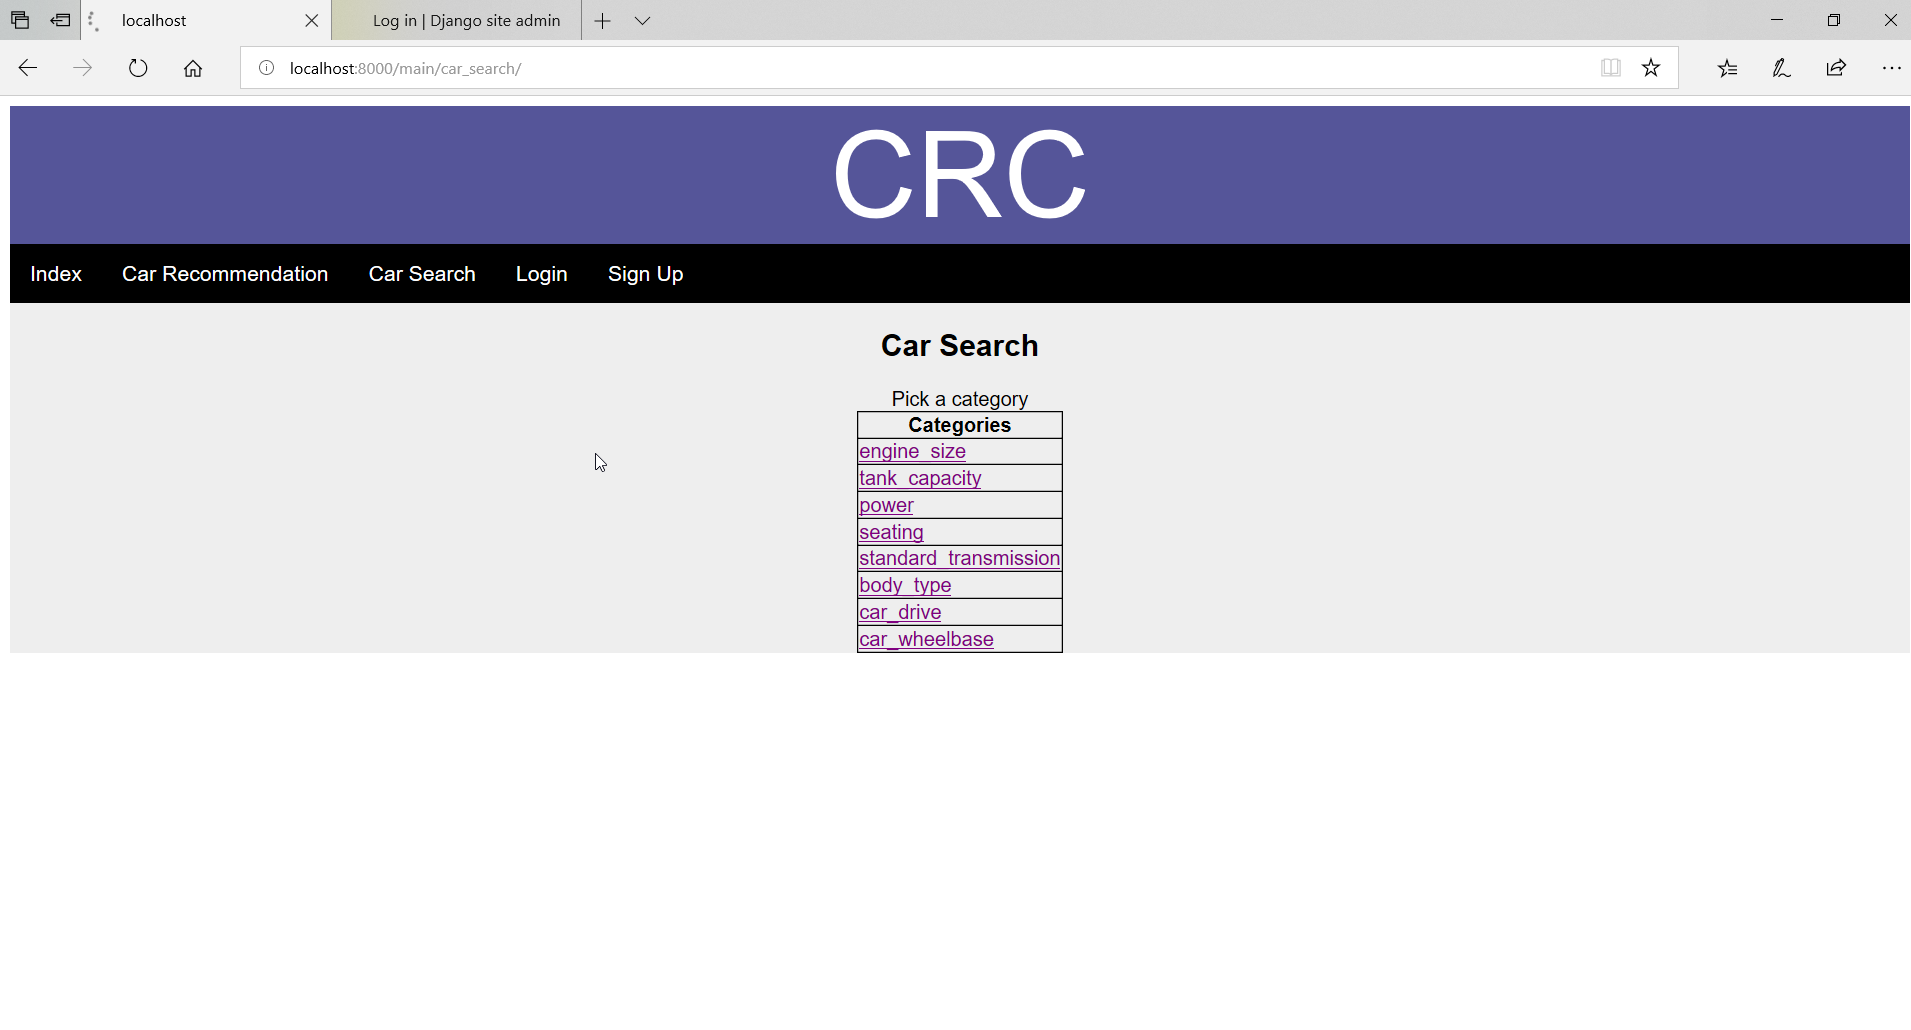 localhost
Log in | Django site admin
localhost:8000/main/car_search/
CRC
Index Car Recommendation Car Search Login Sign Up
Car Search
Pick a category
Categories
engine_size
tank_capacity
power
seating
standard_transmission
body_type
car_drive
car_wheelbase